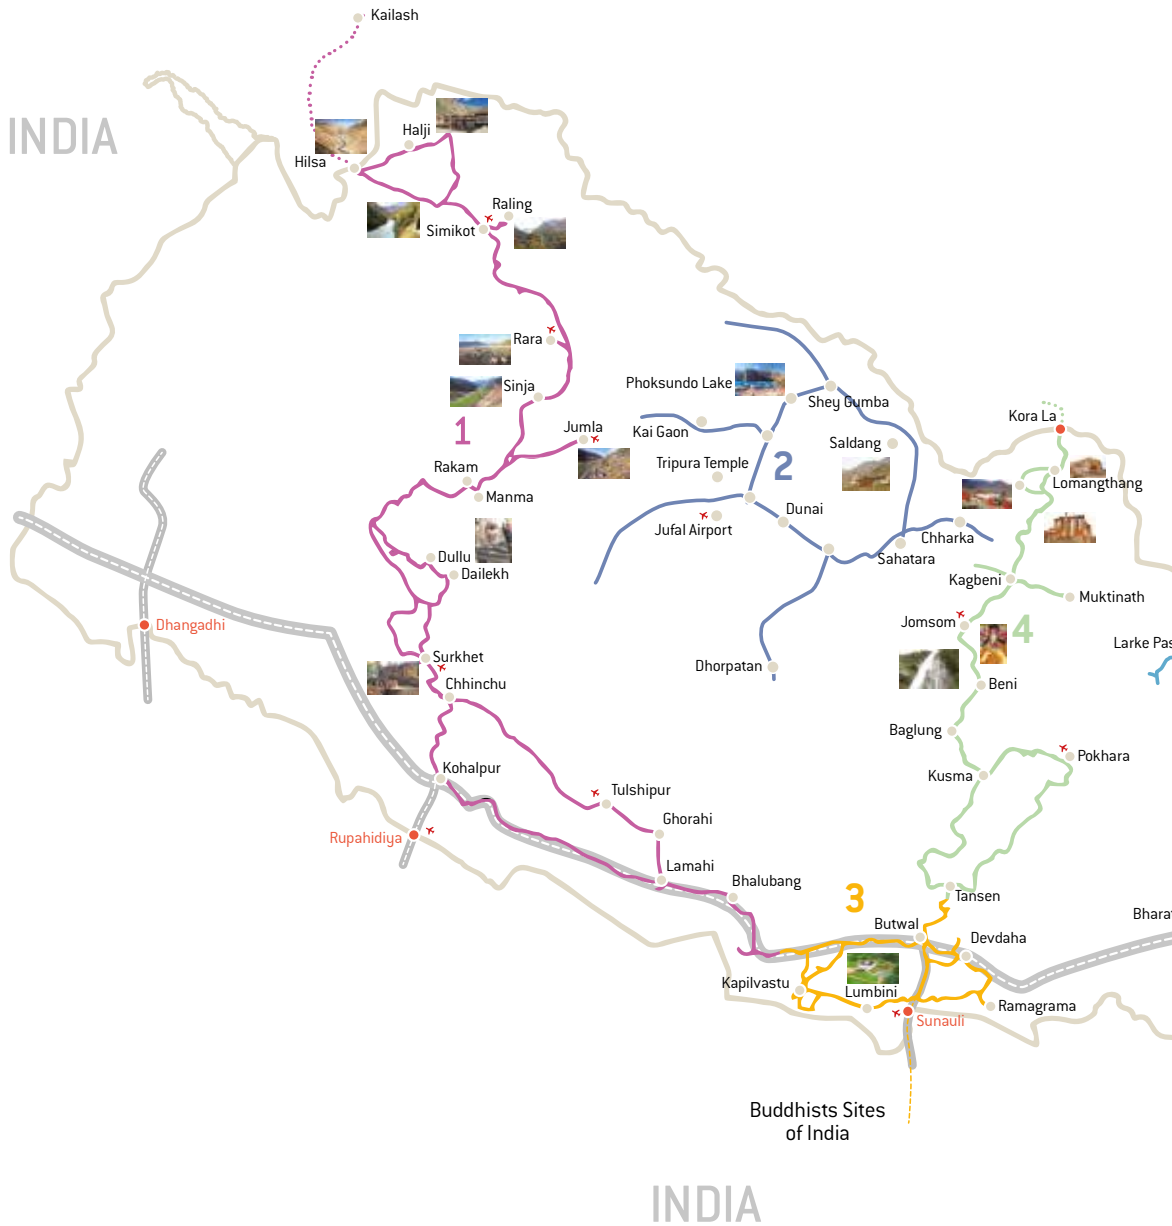 Kailash
INDIA
Halji
Hilsa
Raling
Simikot
Rara
Sinja
Phoksundo Lake
Shey Gumba
Kora La
1
Jumla
Kai Gaon
Saldang
Rakam
Tripura Temple
2
Lomangthang
Manma
Dunai
Jufal Airport
Chharka
Dullu
Sahatara
Dailekh
Kagbeni
Muktinath
Dhangadhi
Jomsom
4
Larke Pas
Surkhet
Dhorpatan
Chhinchu
Beni
Baglung
Pokhara
Kohalpur
Kusma
Tulshipur
Ghorahi
Rupahidiya
Lamahi
Bhalubang
3
Tansen
Butwal
Bharat
Devdaha
Kapilvastu
Lumbini
Ramagrama
Sunauli
Buddhists Sites
of India
INDIA